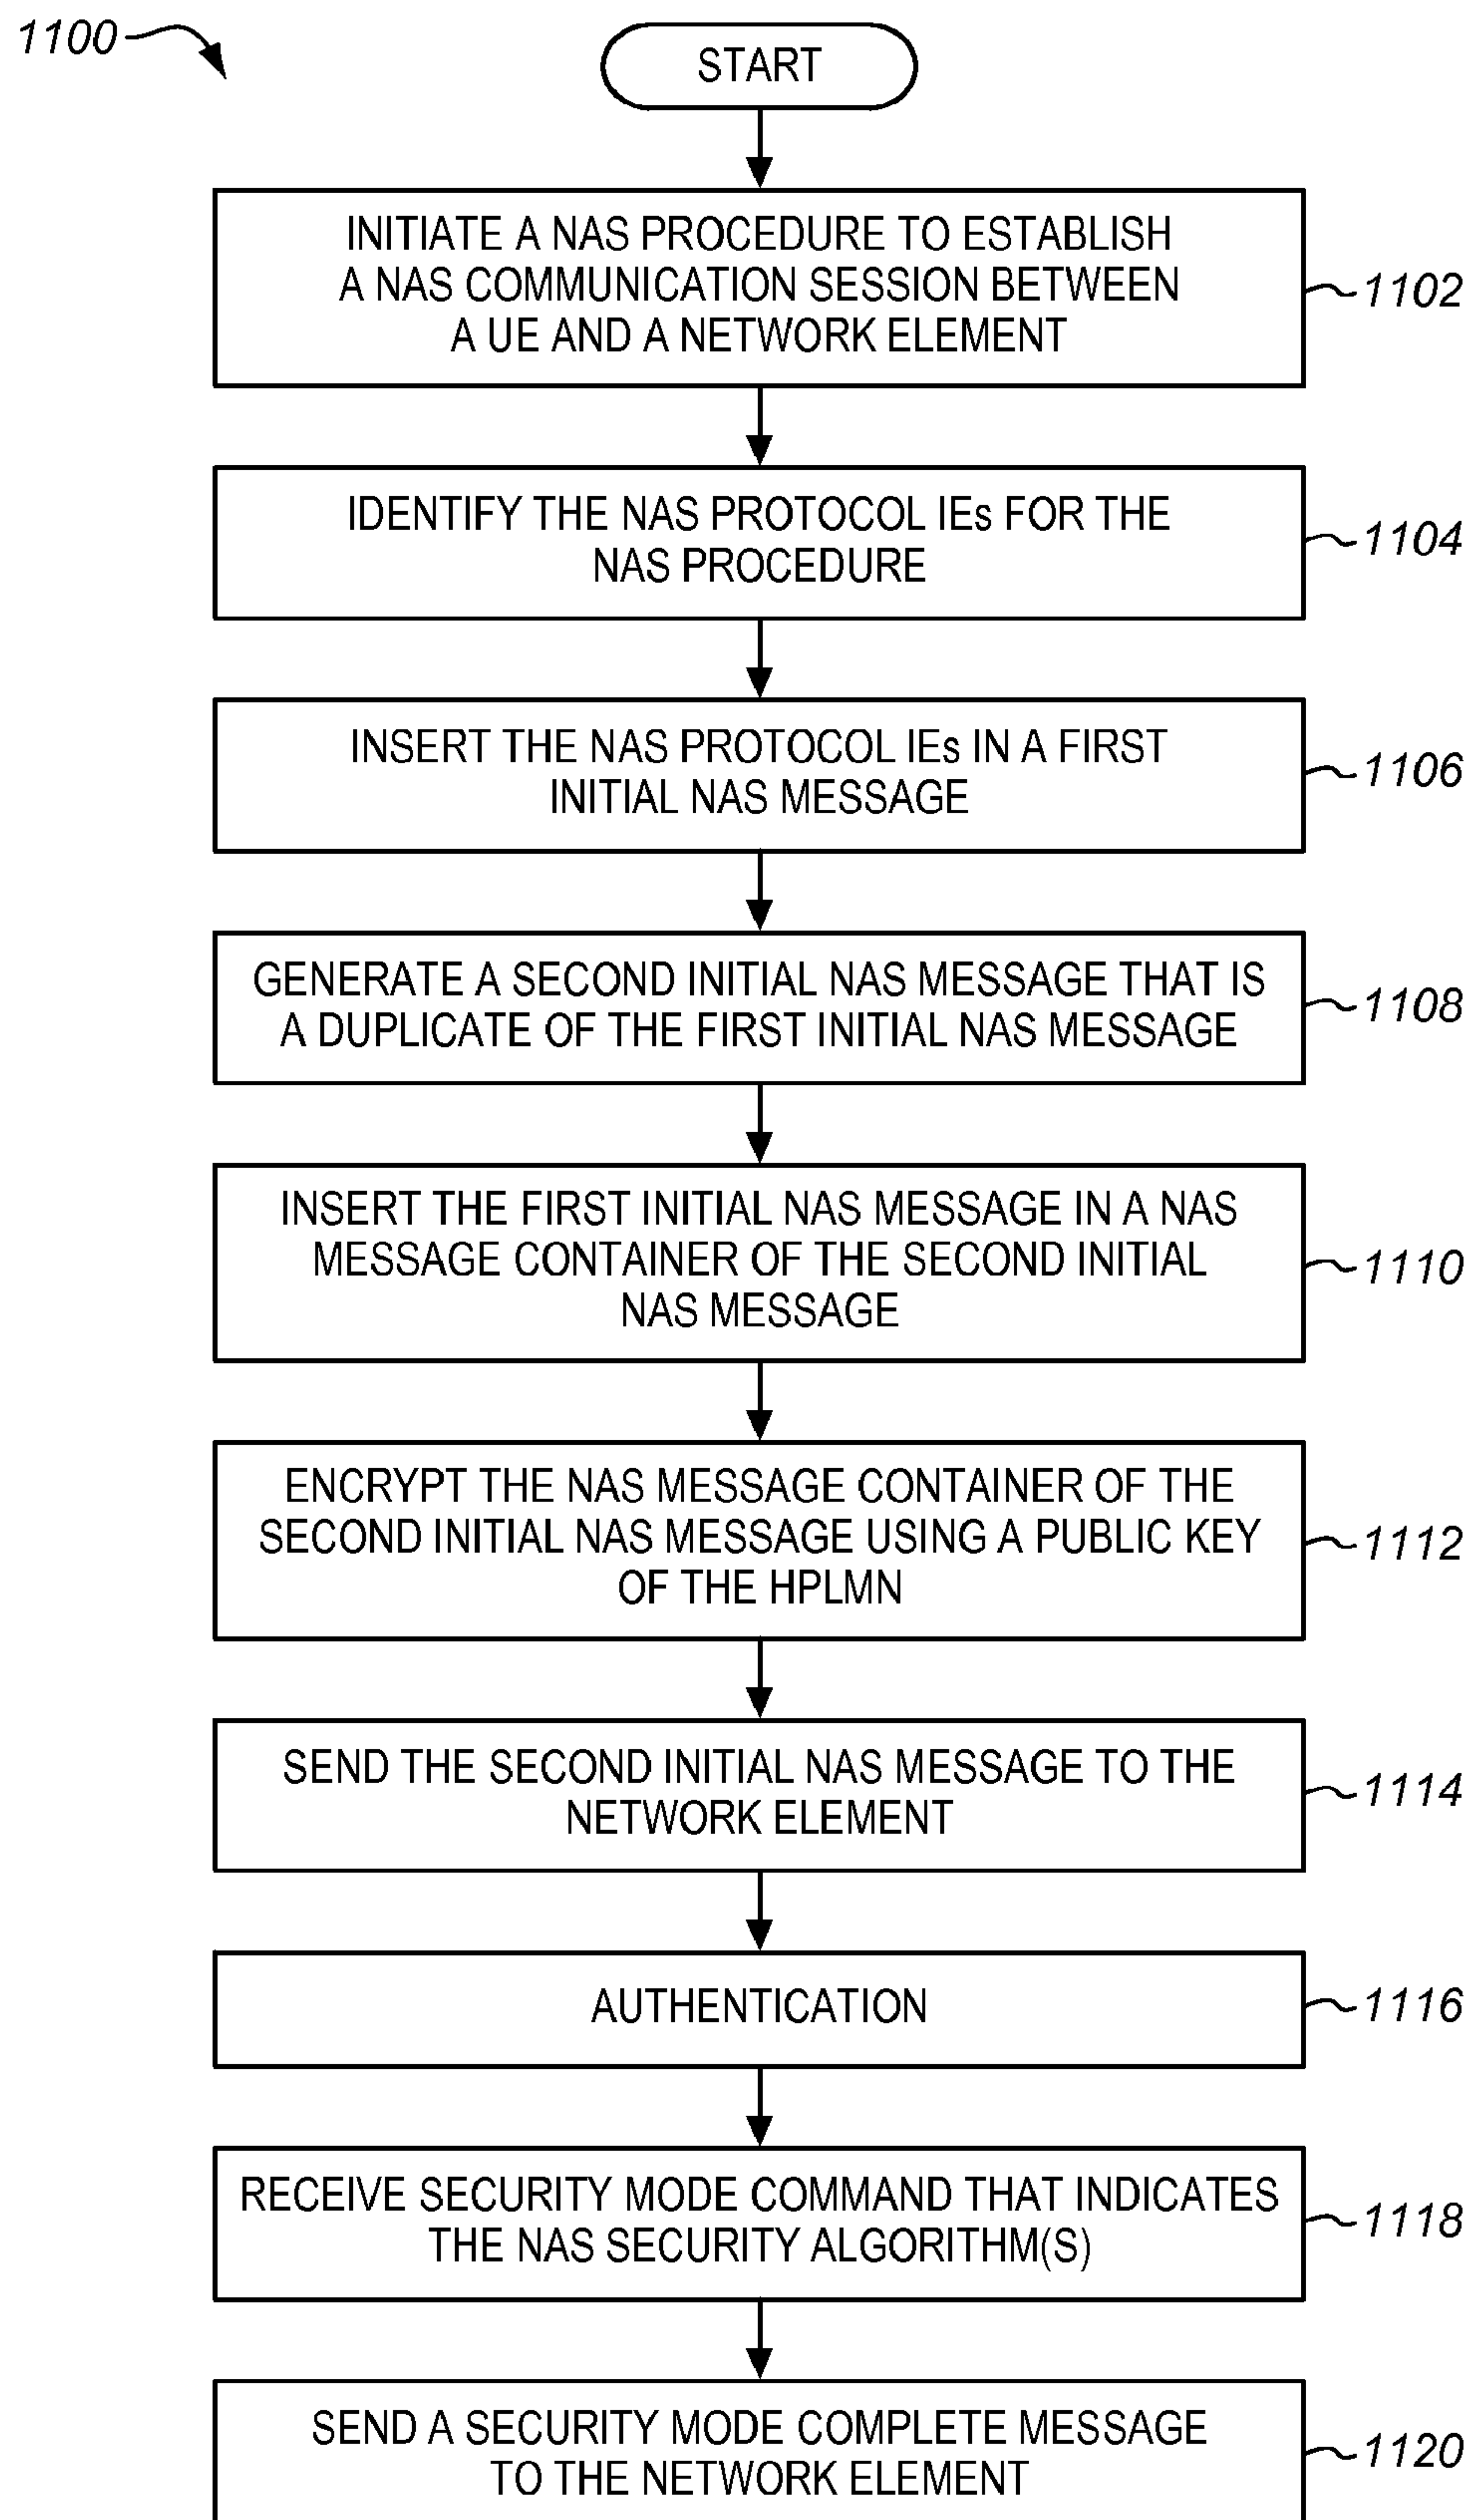 1100
START
INITIATE A NAS PROCEDURE TO ESTABLISH
A NAS COMMUNICATION SESSION BETWEEN
A UE AND A NETWORK ELEMENT
1102
IDENTIFY THE NAS PROTOCOL IEs FOR THE
NAS PROCEDURE
1104
INSERT THE NAS PROTOCOL IEs IN A FIRST
INITIAL NAS MESSAGE
1106
GENERATE A SECOND INITIAL NAS MESSAGE THAT IS
A DUPLICATE OF THE FIRST INITIAL NAS MESSAGE
1108
INSERT THE FIRST INITIAL NAS MESSAGE IN A NAS
MESSAGE CONTAINER OF THE SECOND INITIAL
NAS MESSAGE
1110
ENCRYPT THE NAS MESSAGE CONTAINER OF THE
SECOND INITIAL NAS MESSAGE USING A PUBLIC KEY
OF THE HPLMN
1112
SEND THE SECOND INITIAL NAS MESSAGE TO THE
NETWORK ELEMENT
1114
AUTHENTICATION
1116
RECEIVE SECURITY MODE COMMAND THAT INDICATES
THE NAS SECURITY ALGORITHM(S)
1118
SEND A SECURITY MODE COMPLETE MESSAGE
TO THE NETWORK ELEMENT
1120